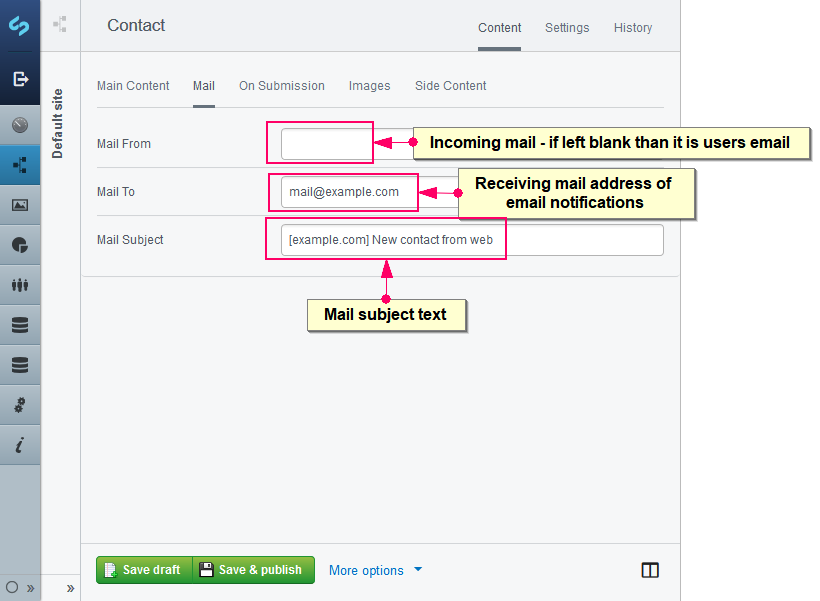 Contact
Content Settings History
Default site
Main Content Mail On Submission Images Side Content
Mail From
Incoming mail - if left blank than it is users email
Mail To
mail@example.com
Receiving mail address of
email notifications
Mail Subject
[example.com] New contact from web
Mail subject text
Save draft Save & publish More options
» »